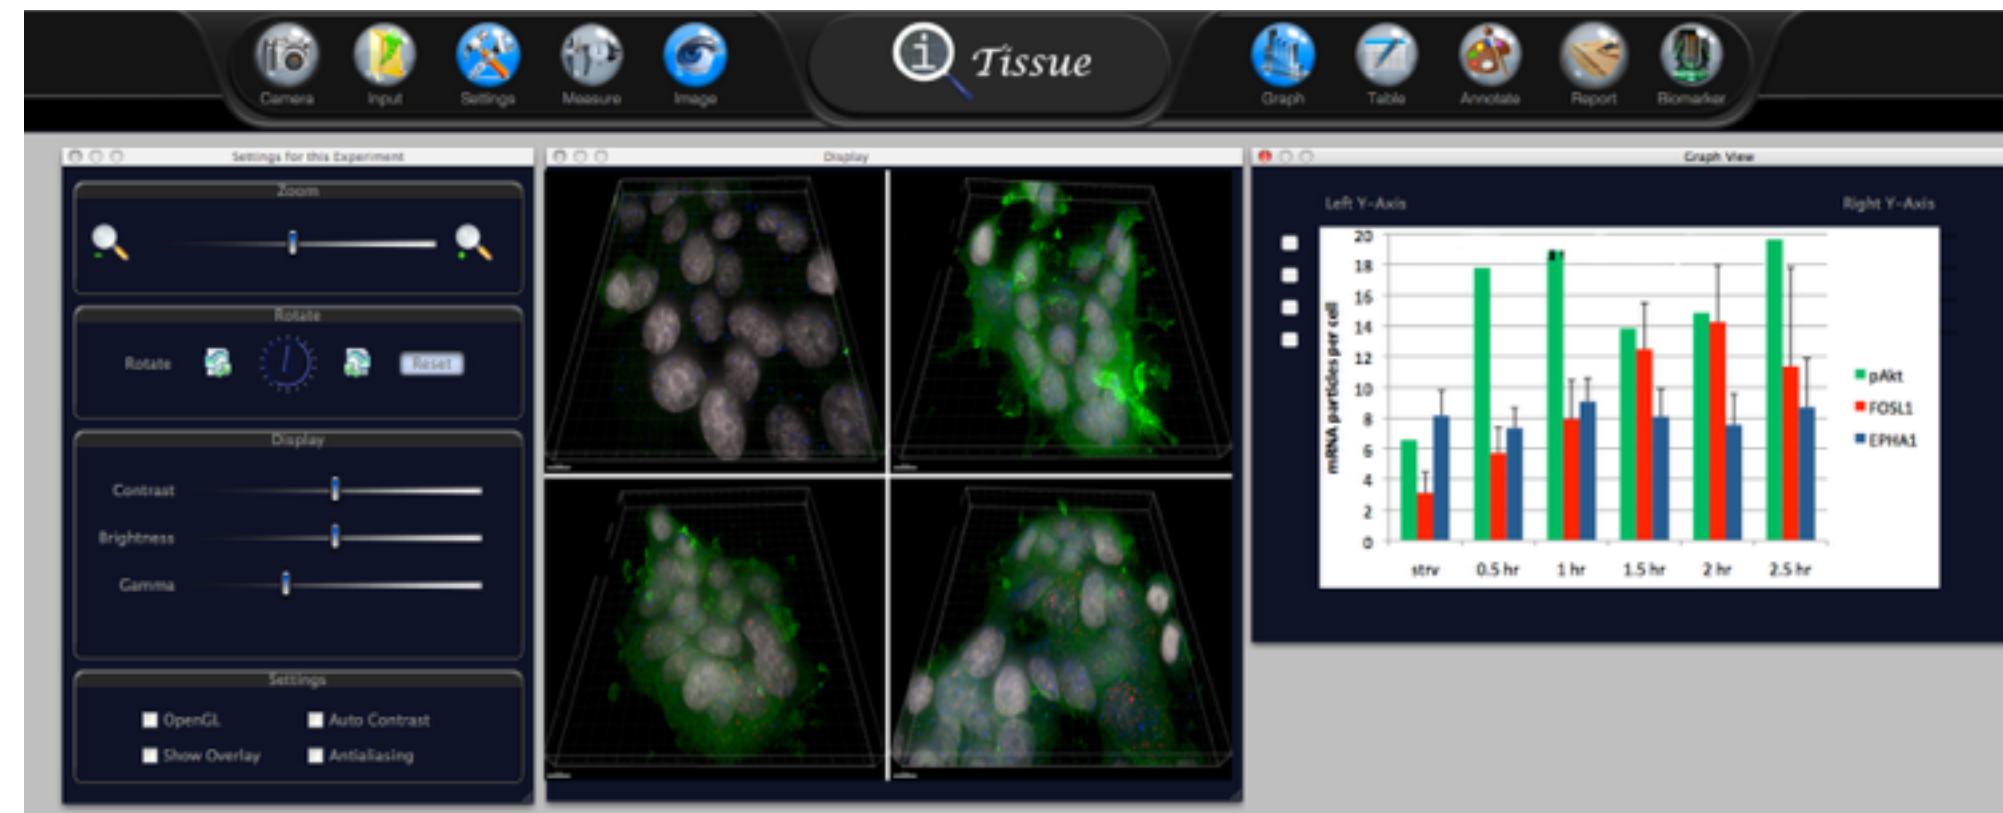 Camera Input Settings Measure Image
i Tissue
Graph Table Annotate Report Biomarker
Settings for this Experiment
Zoom
Rotate
Rotate Reset
Display
Contrast
Brightness
Gamma
Settings
OpenGL Auto Contrast
Show Overlay Antialiasing
Display
Graph View
Left Y-Axis Right Y-Axis
mRNA particles per cell
20
18
16
14
12
10
8
6
4
2
0
strv 0.5 hr 1 hr 1.5 hr 2 hr 2.5 hr
pAkt
FOSL1
EPHA1